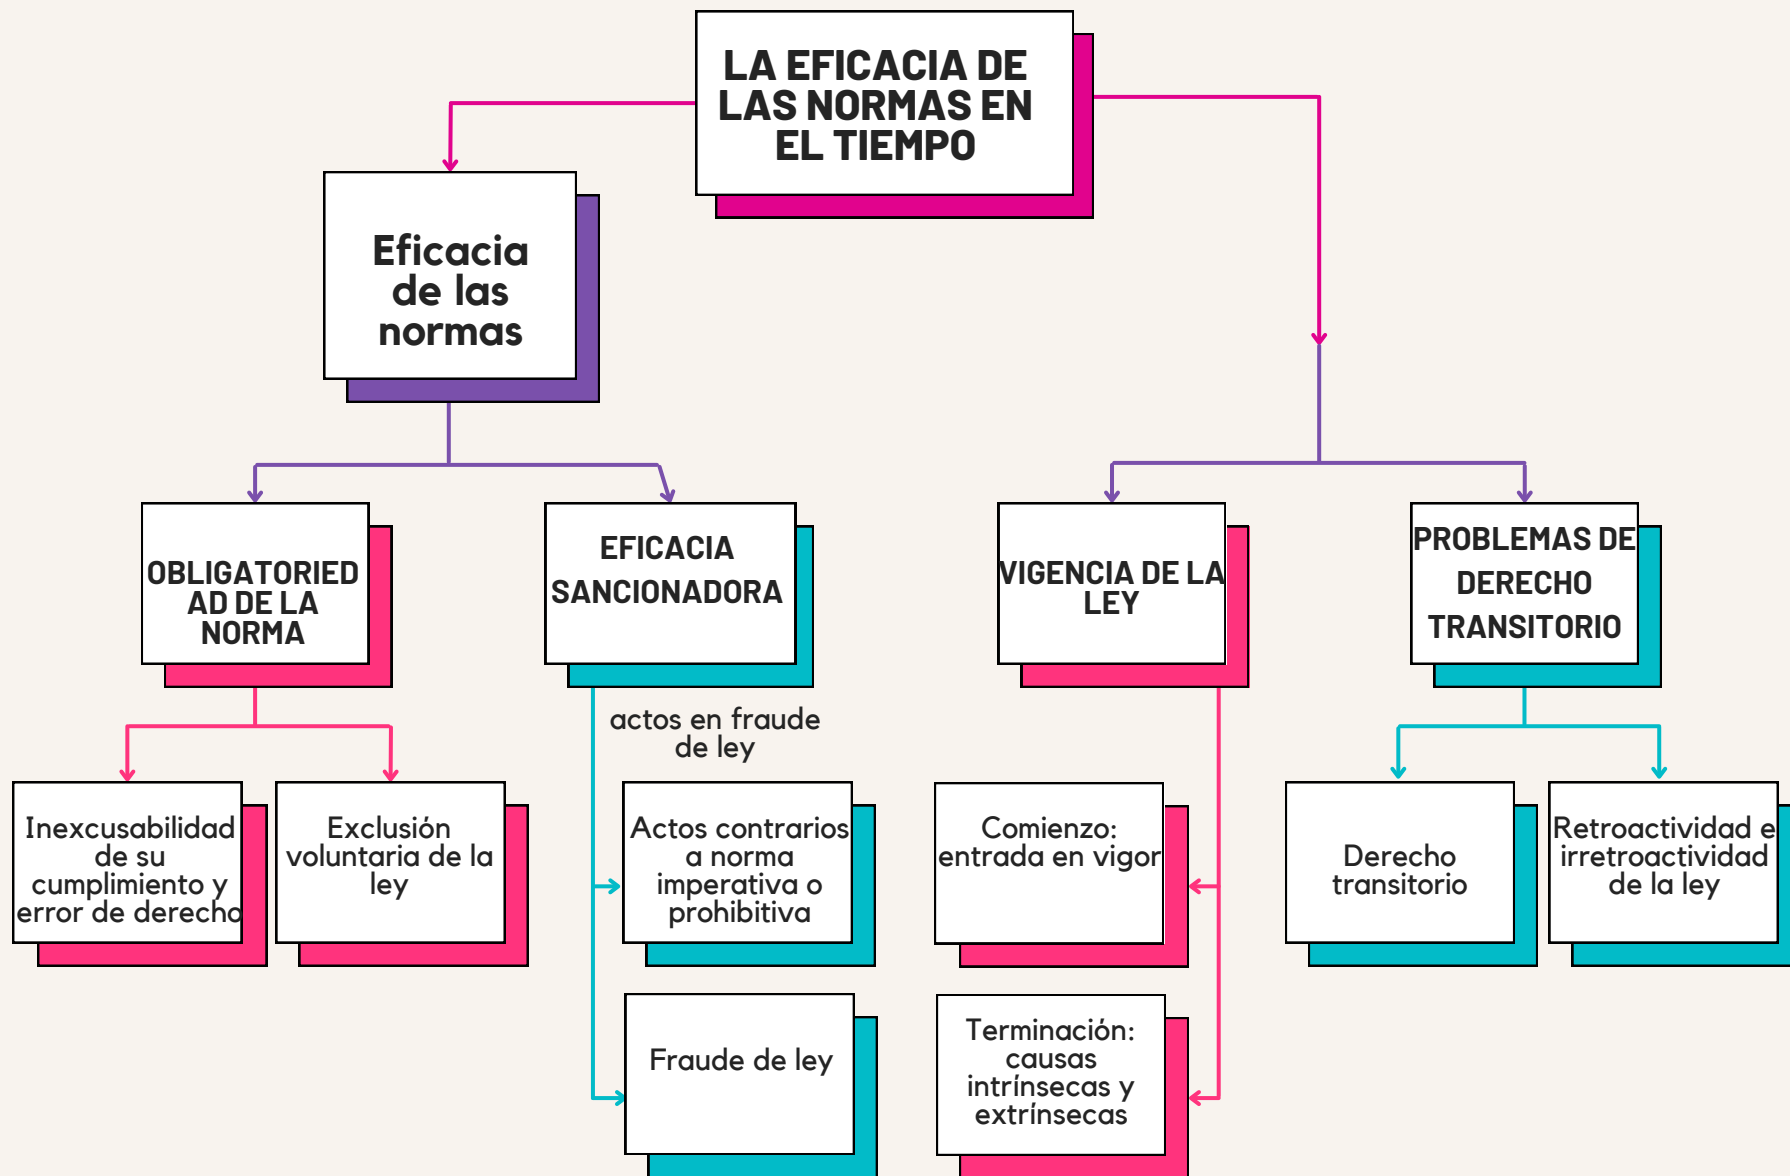 LA EFICACIA DE
LAS NORMAS EN
EL TIEMPO
Eficacia
de las
normas
OBLIGATORIED
AD DE LA
NORMA
EFICACIA
SANCIONADORA
VIGENCIA DE LA
LEY
PROBLEMAS DE
DERECHO
TRANSITORIO
actos en fraude
de ley
Inexcusabilidad
de su
cumplimiento y
error de derecho
Exclusión
voluntaria de la
ley
Actos contrarios
a norma
imperativa o
prohibitiva
Comienzo:
entrada en vigor
Derecho
transitorio
Retroactividad e
irretroactividad
de la ley
Fraude de ley
Terminación:
causas
intrínsecas y
extrínsecas